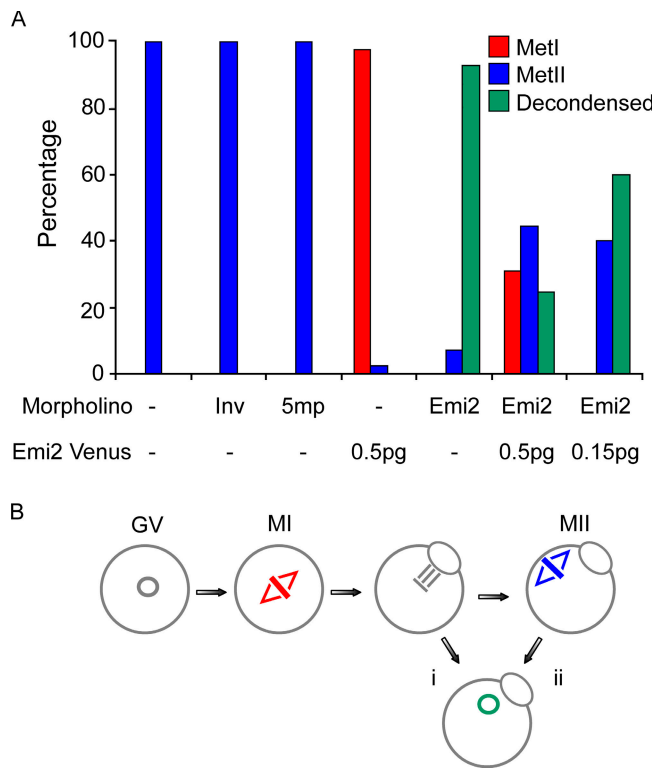 A
MetI
MetII
Decondensed
Percentage
100
80
60
40
20
0
Morpholino - Inv 5mp - Emi2 Emi2 Emi2
Emi2 Venus - - - 0.5pg - 0.5pg 0.15pg
B
GV MI MII
i ii